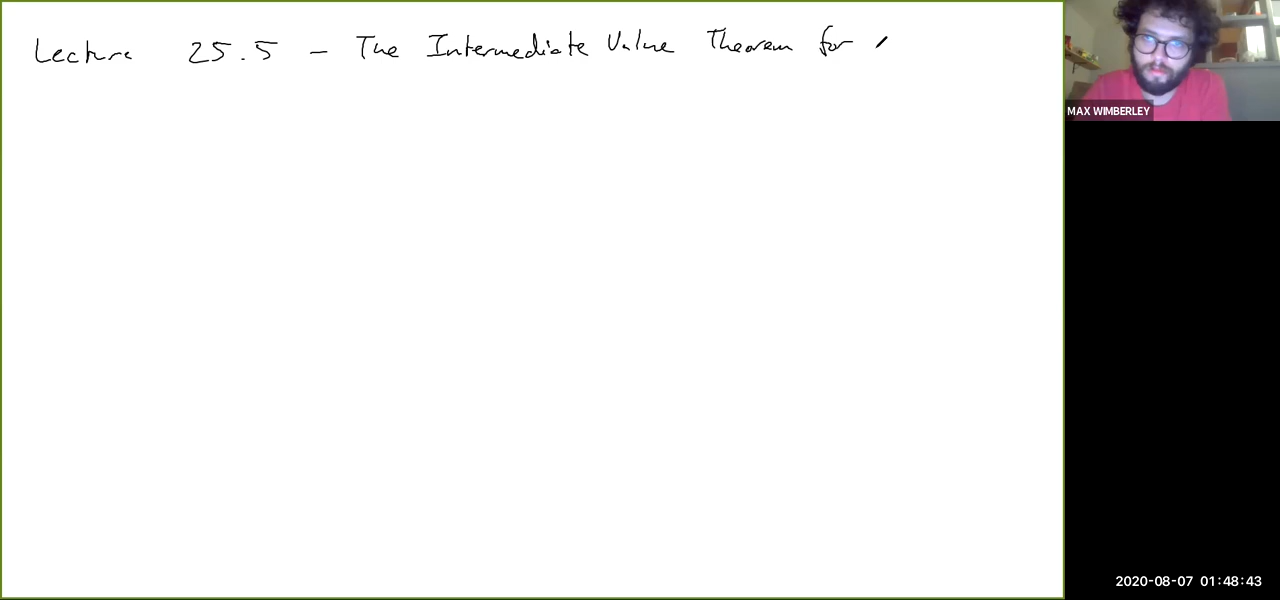 Lecture 25.5 - The Intermediate Value Theorem for
MAX WIMBERLEY
2020-08-07 01:48:43